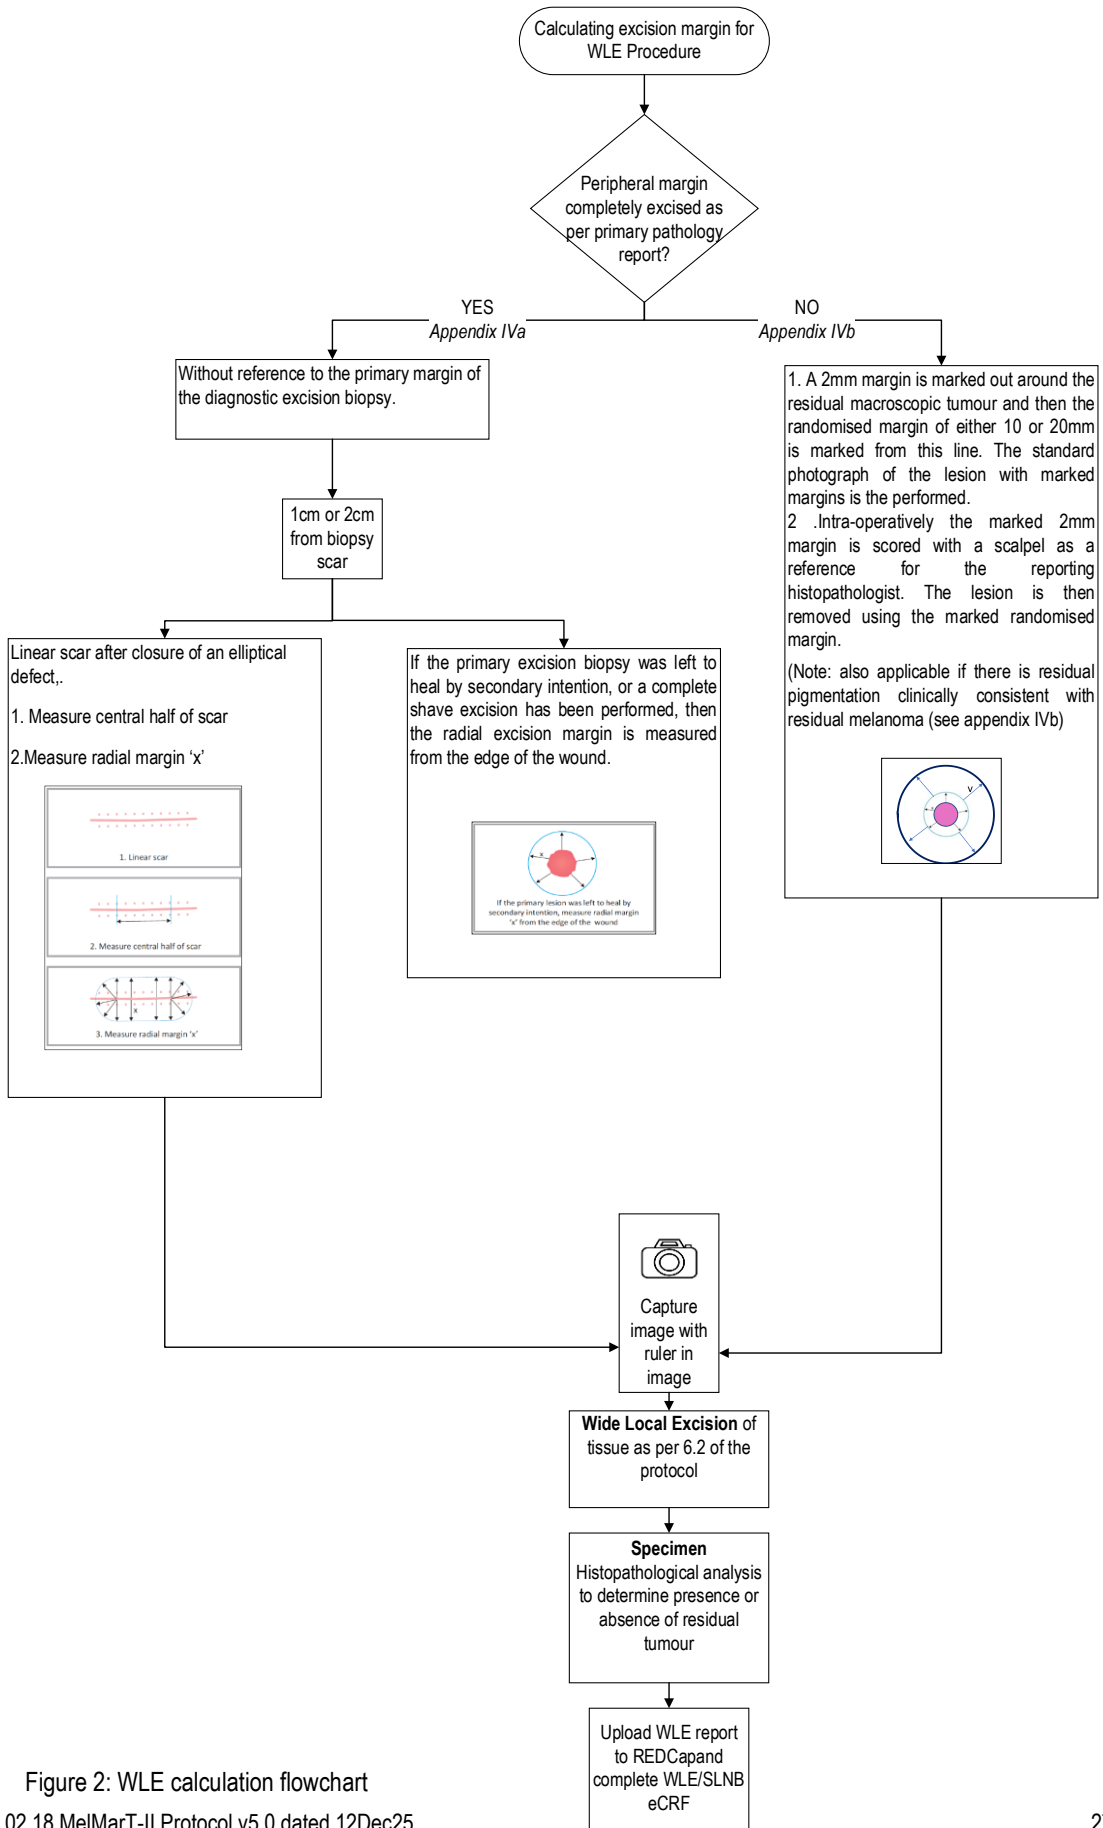 Calculating excision margin for
WLE Procedure
Peripheral margin
completely excised as
per primary pathology
report?
YES
Appendix IVa
NO
Appendix IVb
Without reference to the primary margin of
the diagnostic excision biopsy.
1cm or 2cm
from biopsy
scar
1. A 2mm margin is marked out around the
residual macroscopic tumour and then the
randomised margin of either 10 or 20mm
is marked from this line. The standard
photograph of the lesion with marked
margins is the performed.
2 .Intra-operatively the marked 2mm
margin is scored with a scalpel as a
reference for the reporting
histopathologist. The lesion is then
removed using the marked randomised
margin.
(Note: also applicable if there is residual
pigmentation clinically consistent with
residual melanoma (see appendix IVb)
Linear scar after closure of an elliptical
defect,.
1. Measure central half of scar
2.Measure radial margin ‘x’
1. Linear scar
2. Measure central half of scar
x
3. Measure radial margin ‘x’
If the primary excision biopsy was left to
heal by secondary intention, or a complete
shave excision has been performed, then
the radial excision margin is measured
from the edge of the wound.
x
If the primary lesion was left to heal by
secondary intention, measure radial margin
‘x’ from the edge of the wound
Capture
image with
ruler in
image
Wide Local Excision of
tissue as per 6.2 of the
protocol
Specimen
Histopathological analysis
to determine presence or
absence of residual
tumour
Upload WLE report
to REDCapand
complete WLE/SLNB
eCRF
Figure 2: WLE calculation flowchart
02.18 MelMarT-II Protocol v5.0 dated 12Dec25